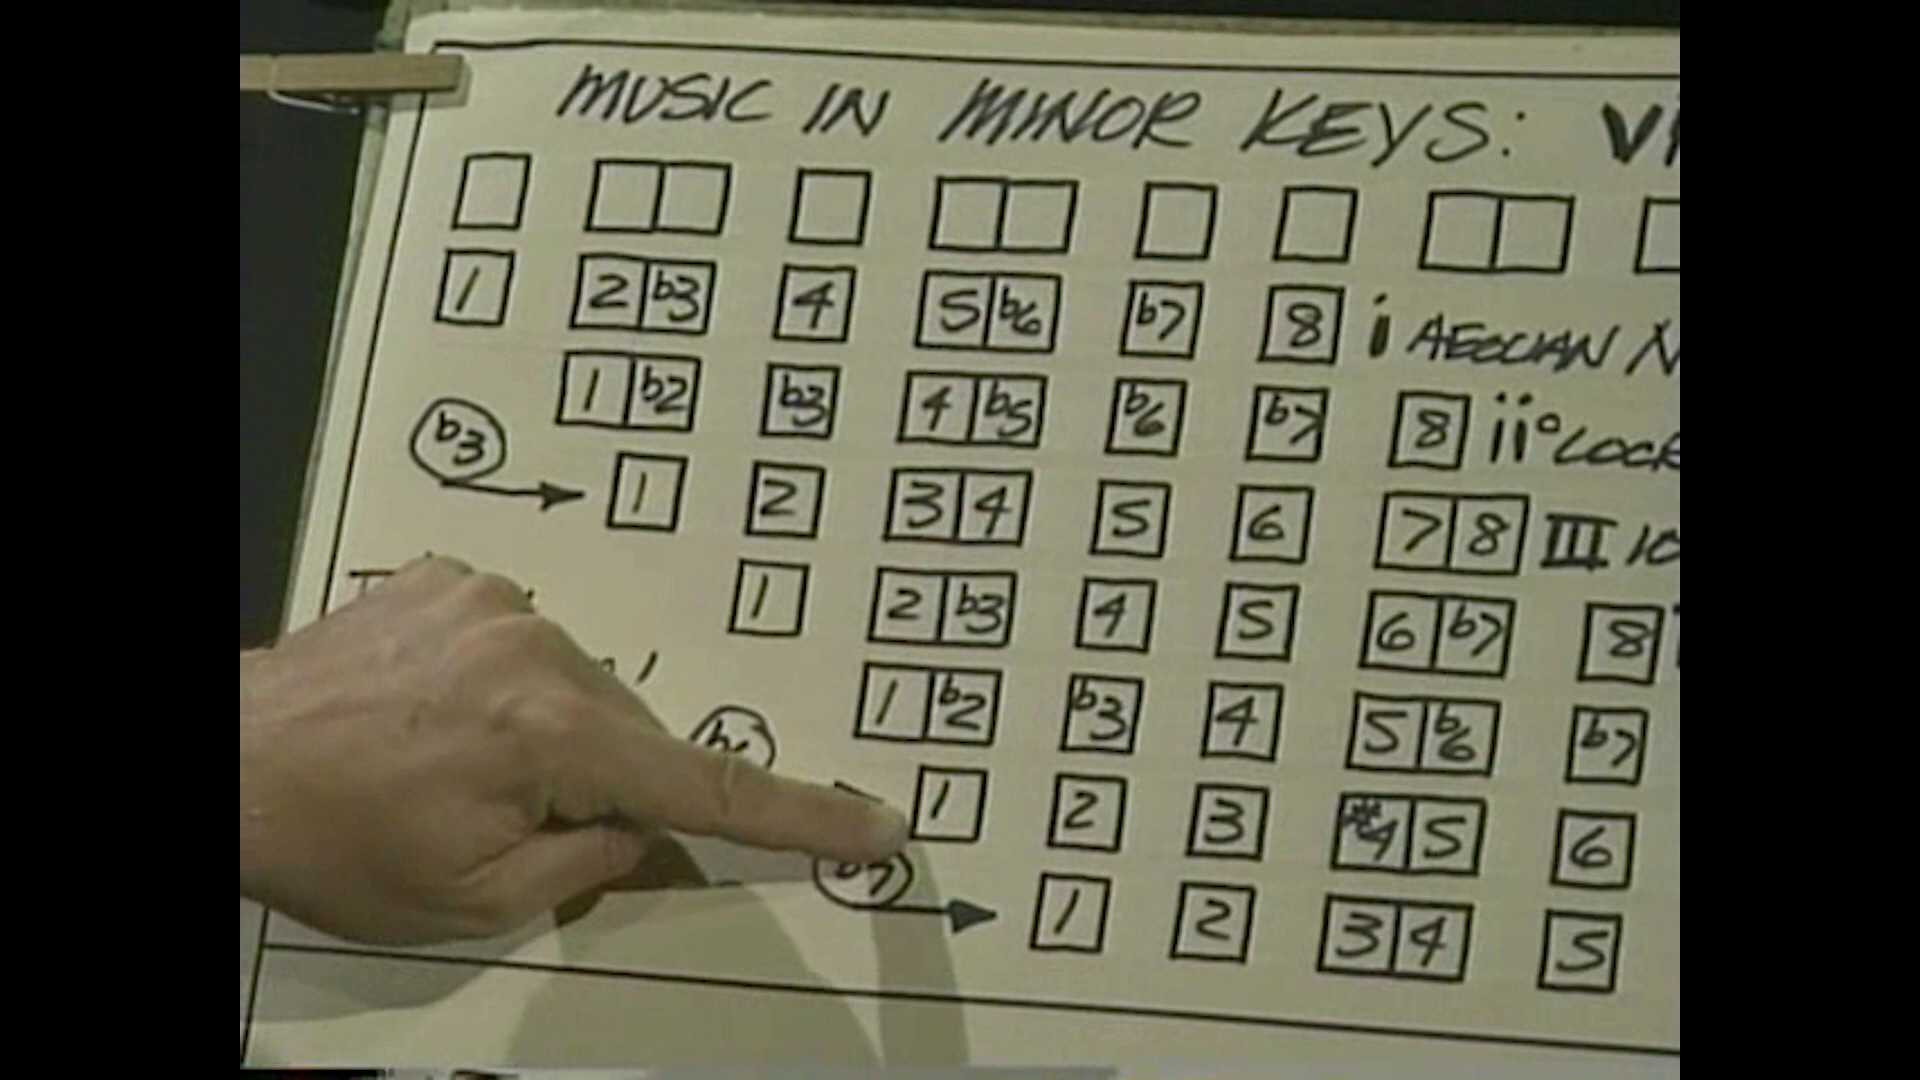 MUSIC IN MINOR KEYS:
1 2 b3 4 5 b6 b7 8 i AEOLIAN
1 b2 b3 4 b5 b6 b7 8 ii°
b3
1 2 3 4 5 6 7 8 III
1 2 b3 4 5 6 b7 8
1 b2 b3 4 5 b6 b7
1 2 3 #4 5 6
b7
1 2 3 4 5